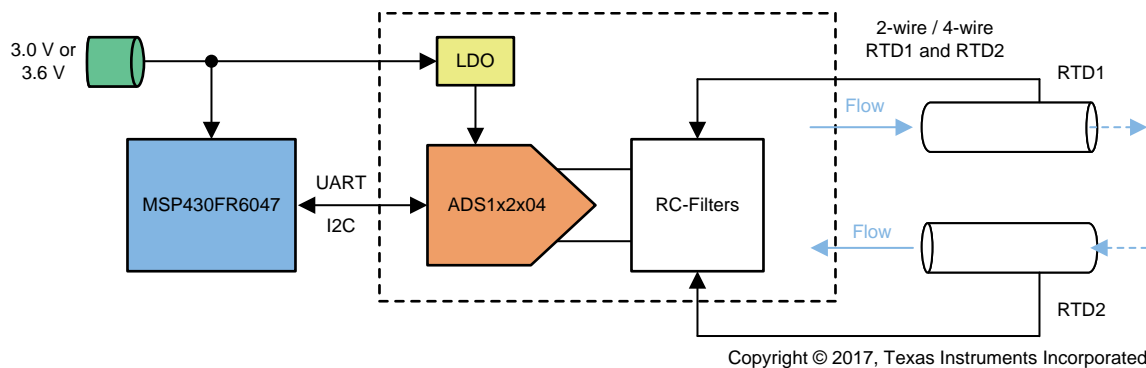 3.0 V or
3.6 V
LDO
2-wire / 4-wire
RTD1 and RTD2
RTD1
Flow
MSP430FR6047
UART
I2C
ADS1x2x04
RC-Filters
Flow
RTD2
Copyright © 2017, Texas Instruments Incorporated